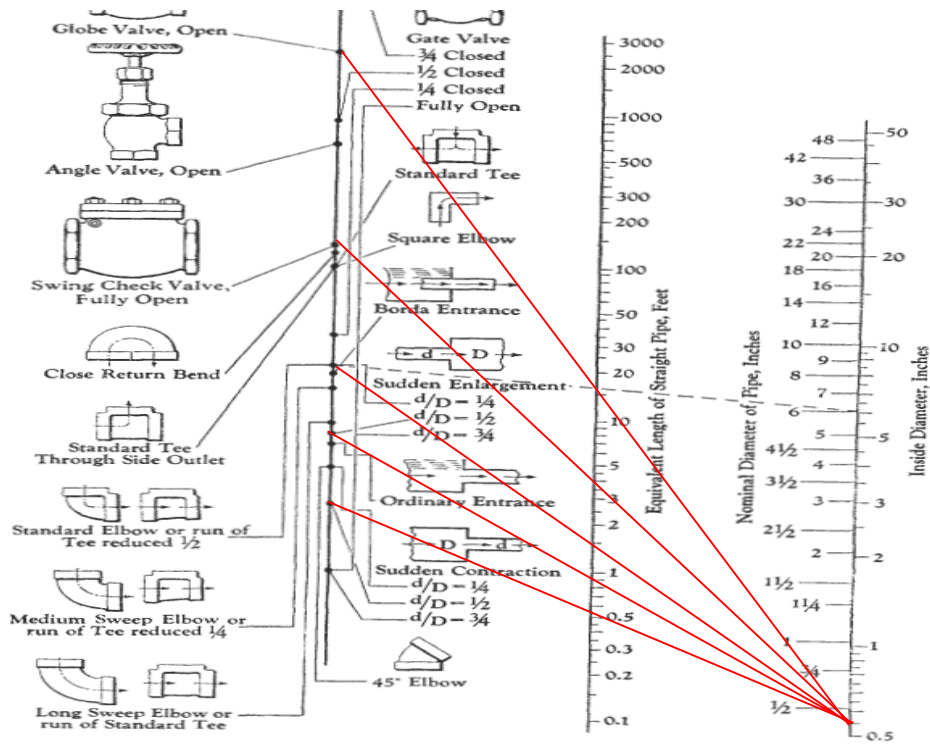 Globe Valve, Open
Angle Valve, Open
Swing Check Valve,
Fully Open
Close Return Bend
Standard Tee
Through Side Outlet
Standard Elbow or run of
Tee reduced ½
Medium Sweep Elbow or
run of Tee reduced ¼
Long Sweep Elbow or
run of Standard Tee
Gate Valve
¾ Closed
½ Closed
¼ Closed
Fully Open
Standard Tee
Square Elbow
Borda Entrance
d
D
Sudden Enlargement
d/D = ¼
d/D = ½
d/D = ¾
Ordinary Entrance
D
d
Sudden Contraction
d/D = ¼
d/D = ½
d/D = ¾
45° Elbow
3000
2000
1000
500
300
200
100
50
30
20
10
5
3
2
1
0.5
0.3
0.2
0.1
Equivalent Length of Straight Pipe, Feet
Nominal Diameter of Pipe, Inches
48
42
36
30
24
22
20
18
16
14
12
10
9
8
7
6
5
4½
4
3½
3
2½
2
1½
1¼
1
¾
½
50
30
20
10
5
3
2
1
0.5
Inside Diameter, Inches